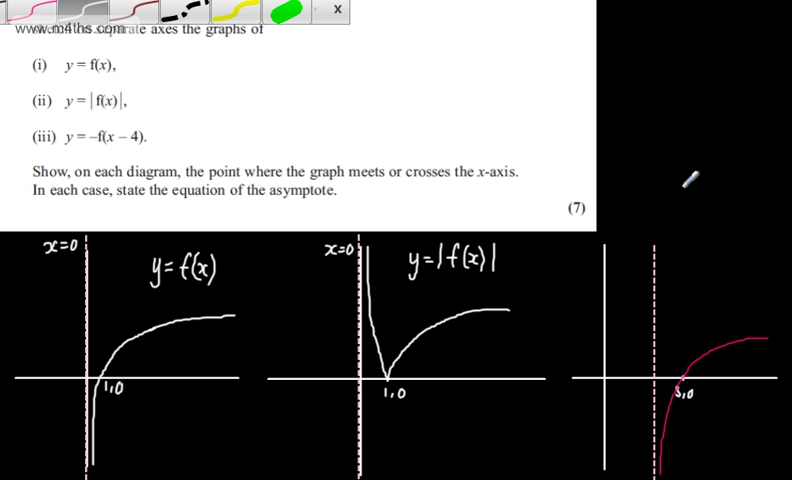 X
www.m4ths.com rate axes the graphs of
(i) y = f(x),
(ii) y = | f(x) |,
(iii) y = –f(x – 4).
Show, on each diagram, the point where the graph meets or crosses the x-axis.
In each case, state the equation of the asymptote.
(7)
x=0 y=f(x) x=0 y=|f(x)|
1,0 1,0 5,0